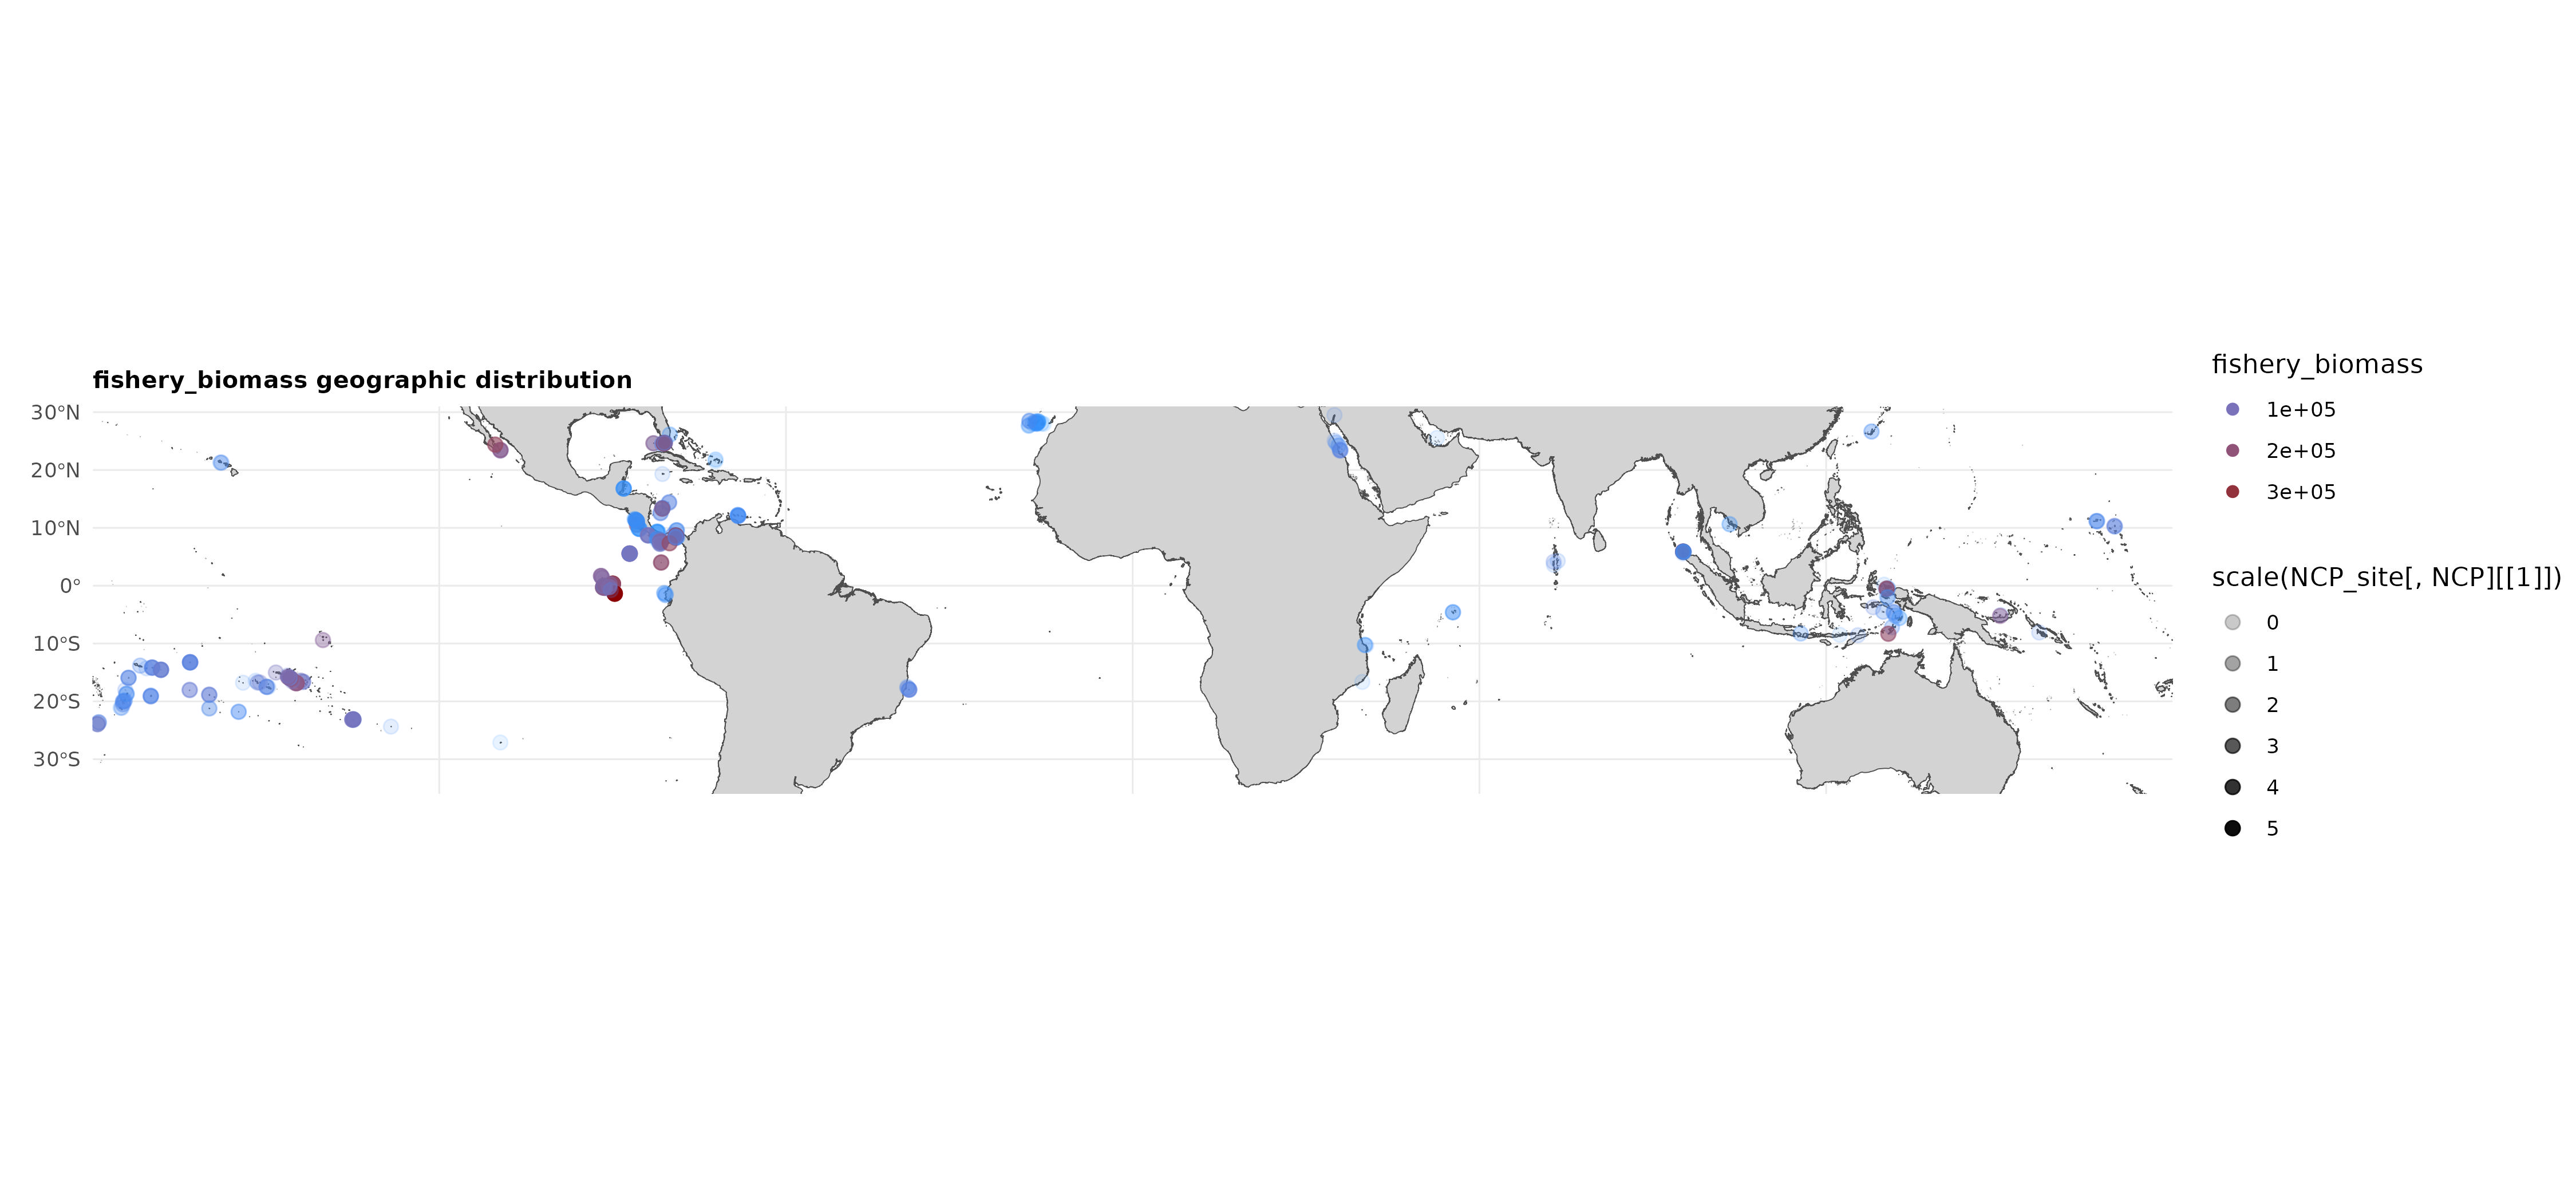 fishery_biomass geographic distribution
30°N
20°N
10°N
0°
10°S
20°S
30°S
fishery_biomass
1e+05
2e+05
3e+05
scale(NCP_site[, NCP][[1]])
0
1
2
3
4
5